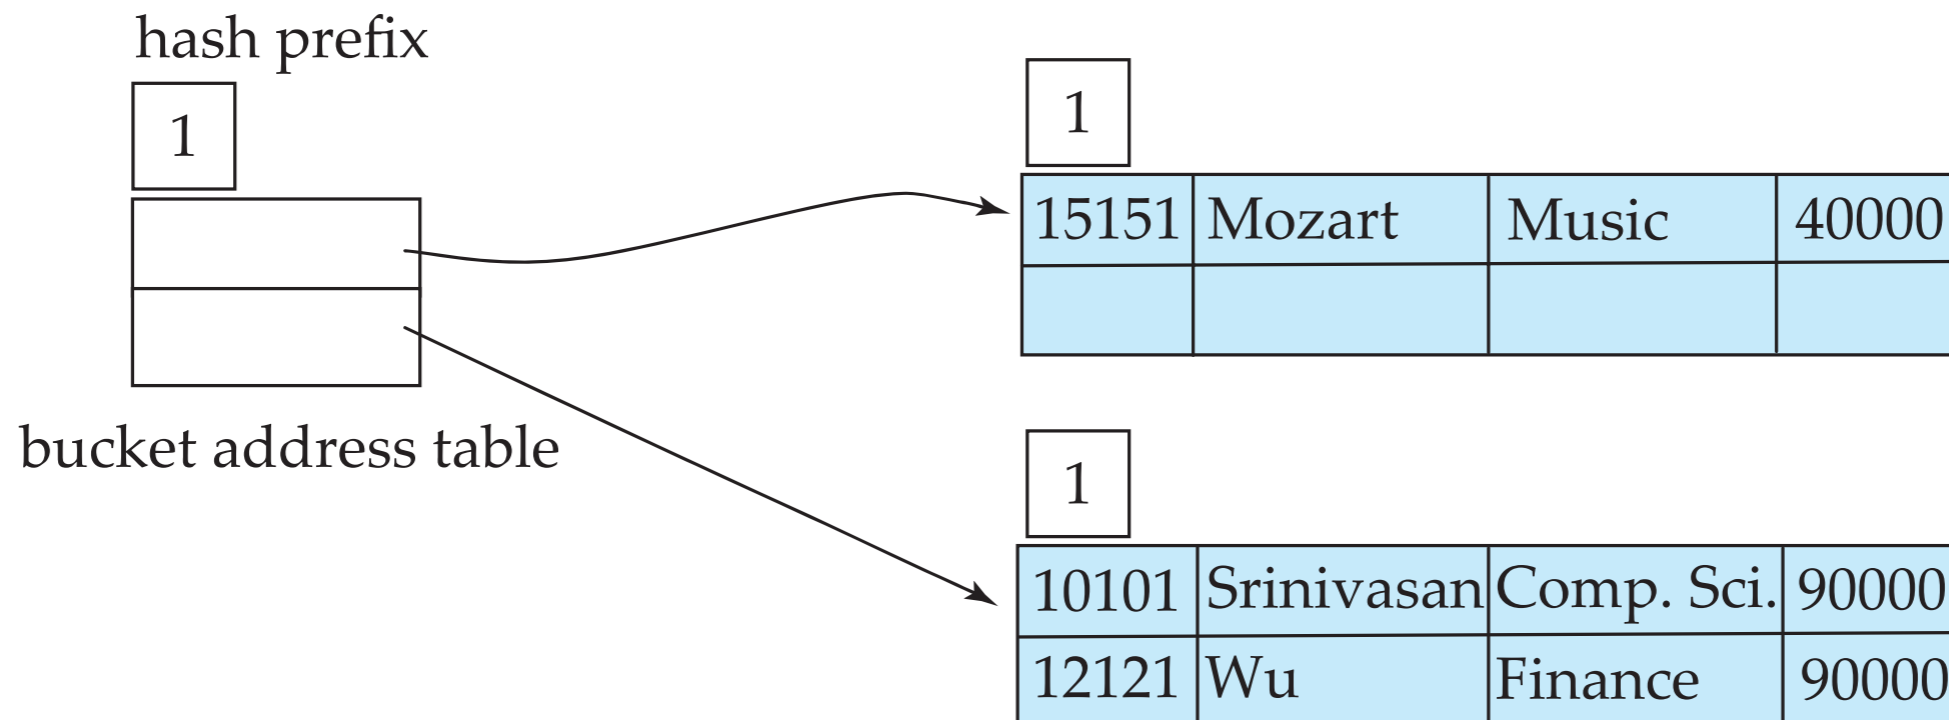 hash prefix
1
bucket address table
1
15151 Mozart Music 40000
1
10101 Srinivasan Comp. Sci. 90000
12121 Wu Finance 90000